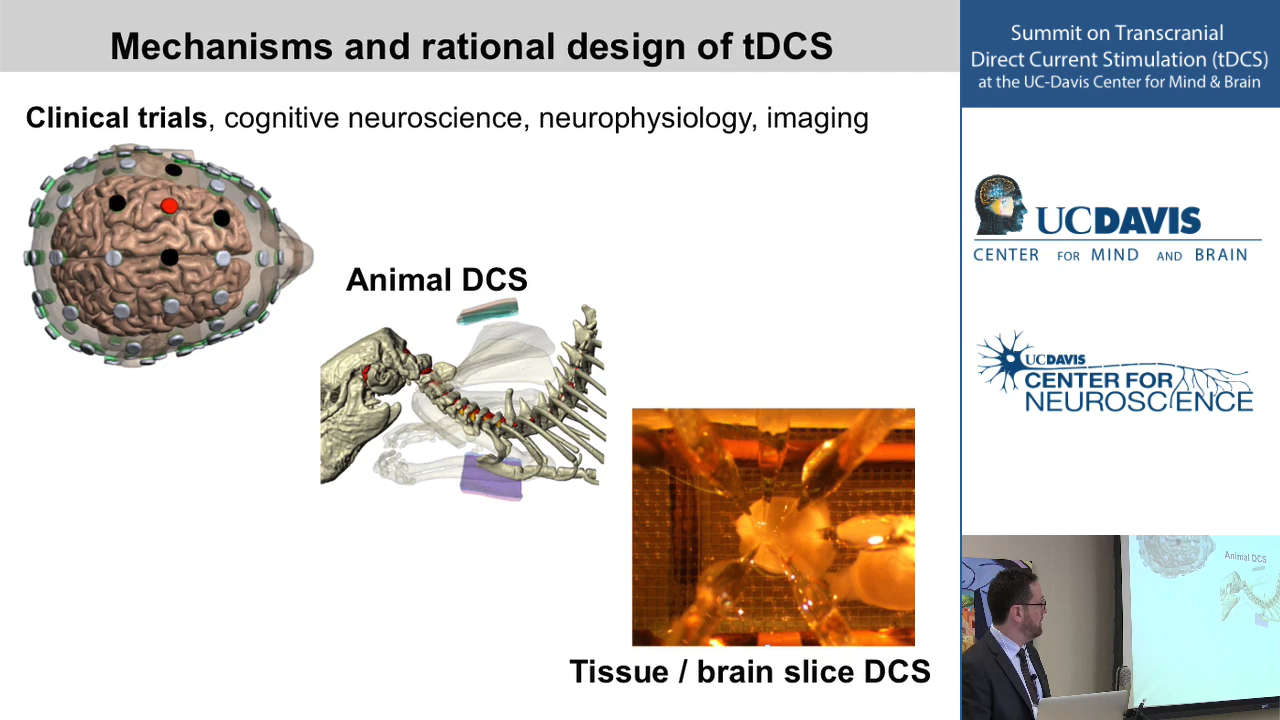 Mechanisms and rational design of tDCS
Clinical trials, cognitive neuroscience, neurophysiology, imaging
Animal DCS
Tissue / brain slice DCS
Summit on Transcranial
Direct Current Stimulation (tDCS)
at the UC-Davis Center for Mind & Brain
UCDAVIS
CENTER FOR MIND AND BRAIN
UCDAVIS
CENTER FOR
NEUROSCIENCE
Animal DCS